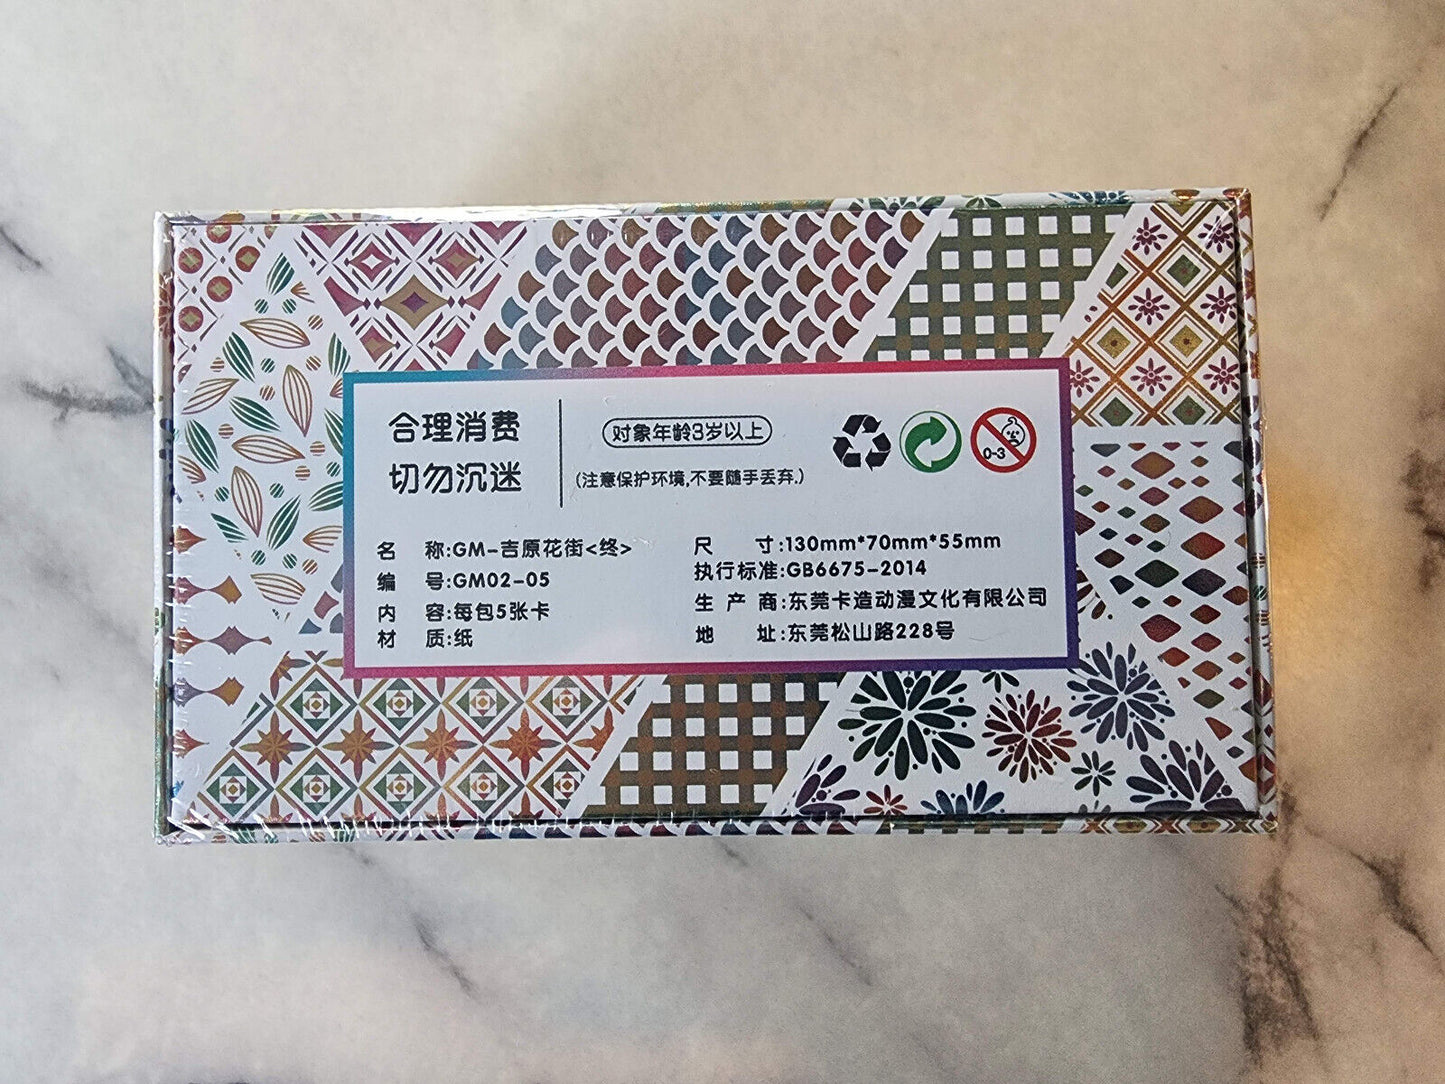 合理消费
切勿沉迷
对象年龄3岁以上
(注意保护环境,不要随手丢弃.)
0-3
名 称:GM-吉原花街<终>
编 号:GM02-05
内 容:每包5张卡
材 质:纸
尺 寸:130mm*70mm*55mm
执行标准:GB6675-2014
生 产 商:东莞卡造动漫文化有限公司
地 址:东莞松山路228号